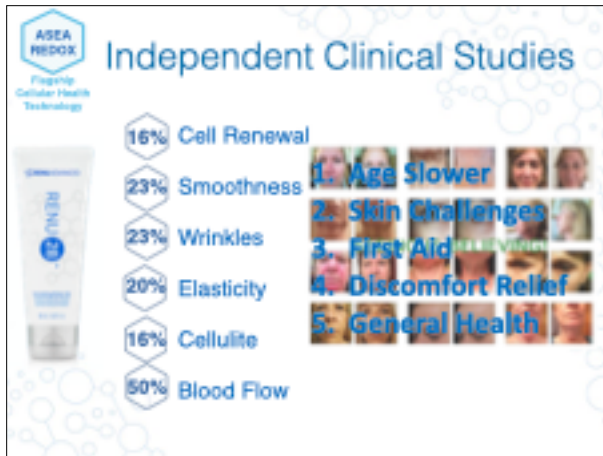 ASEA
REDOX
Flagship
Cellular Health
Technology
Independent Clinical Studies
16% Cell Renewal
23% Smoothness
23% Wrinkles
20% Elasticity
16% Cellulite
50% Blood Flow
RENU
28
1. Age Slower
2. Skin Challenges
3. First Aid
4. Discomfort Relief
5. General Health